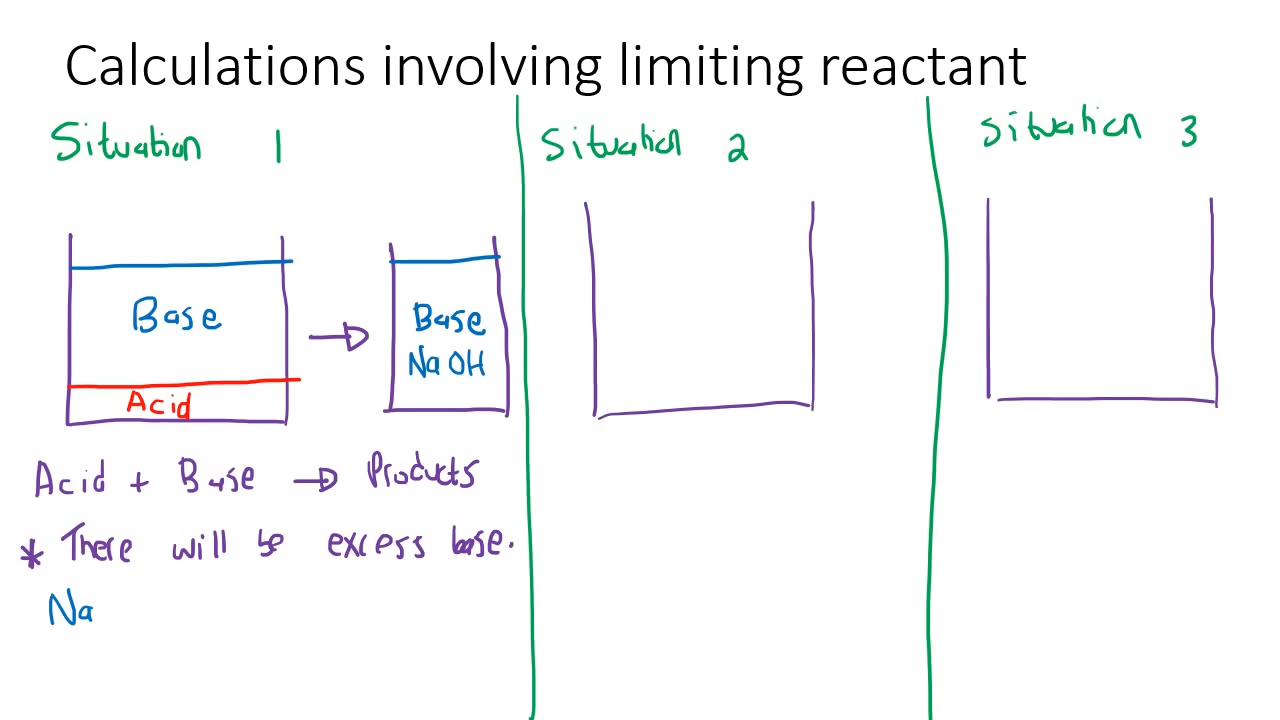 Calculations involving limiting reactant
Situation 1
Base
Acid
Base
NaOH
Acid + Base → Products
* There will be excess base.
Na
Situation 2
Situation 3